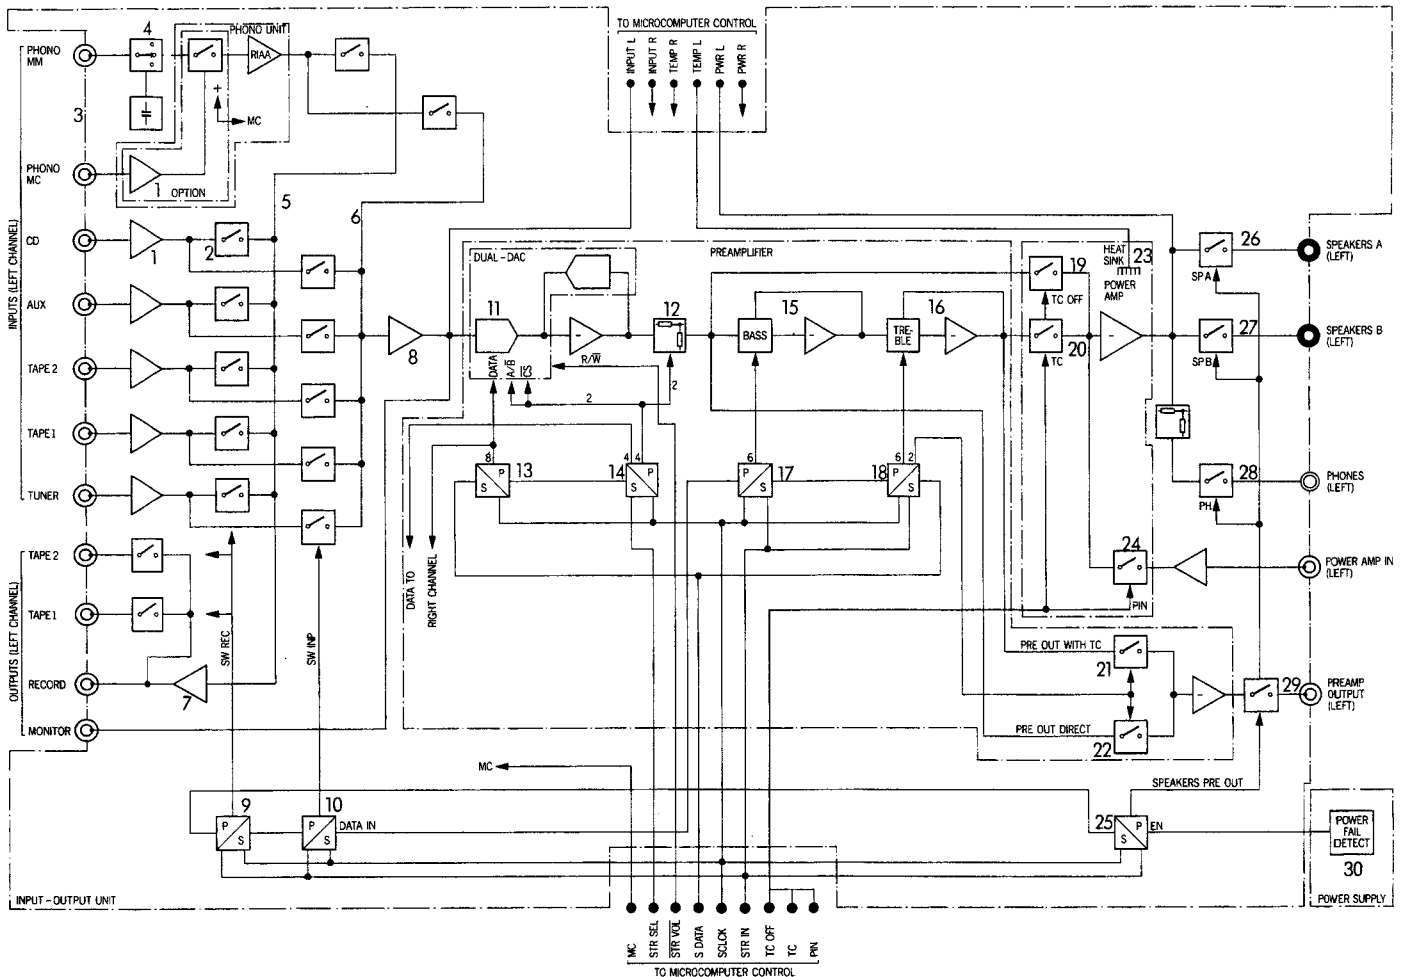 TO MICROCOMPUTER CONTROL
INPUT L
INPUT R
TEMP R
TEMP L
PWR L
PWR R
PHONO MM
4
PHONO UNIT
RIAA
3
+
MC
PHONO MC
1
OPTION
INPUTS (LEFT CHANNEL)
CD
1
2
5
6
AUX
TAPE 2
TAPE 1
TUNER
8
PREAMPLIFIER
DUAL-DAC
11
DATA
A/B
CS
R/W
12
2
2
BASS
15
TRE-
BLE
16
19
TC OFF
20
TC
HEAT
SINK
23
POWER
AMP
26
SPA
SPEAKERS A
(LEFT)
27
SPB
SPEAKERS B
(LEFT)
28
PH
PHONES
(LEFT)
8
P
S
13
4 4
14
P
S
6
P
S
17
6 2
18
P
S
24
PIN
POWER AMP IN
(LEFT)
DATA TO
RIGHT CHANNEL
OUTPUTS (LEFT CHANNEL)
TAPE 2
TAPE 1
RECORD
7
MONITOR
SW REC
SW INP
PRE OUT WITH TC
21
PRE OUT DIRECT
22
29
PREAMP
OUTPUT
(LEFT)
MC
SPEAKERS PRE OUT
9
P
S
10
P
S
DATA IN
25
P
S
EN
POWER
FAIL
DETECT
30
POWER SUPPLY
INPUT-OUTPUT UNIT
MC
STR SEL
STR VOL
S DATA
SCLCK
STR IN
TC OFF
TC
PIN
TO MICROCOMPUTER CONTROL